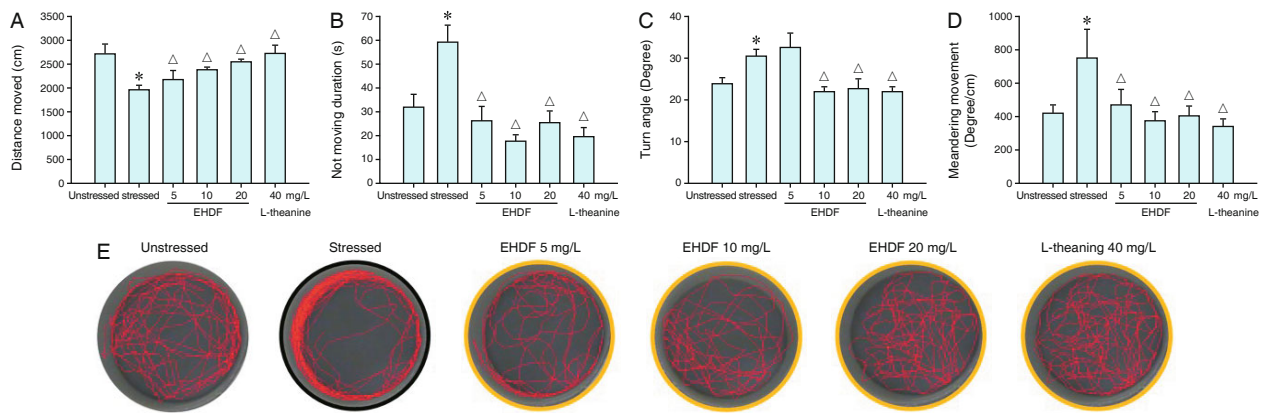 A
Distance moved (cm)
3500
3000
2500
2000
1500
1000
500
0
*
△ △ △ △
Unstressed stressed 5 10 20 40 mg/L
EHDF L-theanine
B
Not moving duration (s)
70
60
50
40
30
20
10
0
*
△ △ △ △
Unstressed stressed 5 10 20 40 mg/L
EHDF L-theanine
C
Turn angle (Degree)
40
30
20
10
0
*
△ △ △
Unstressed stressed 5 10 20 40 mg/L
EHDF L-theanine
D
Meandering movement
(Degree/cm)
1000
800
600
400
200
0
*
△ △ △ △
Unstressed stressed 5 10 20 40 mg/L
EHDF L-theanine
E
Unstressed Stressed EHDF 5 mg/L EHDF 10 mg/L EHDF 20 mg/L L-theaning 40 mg/L